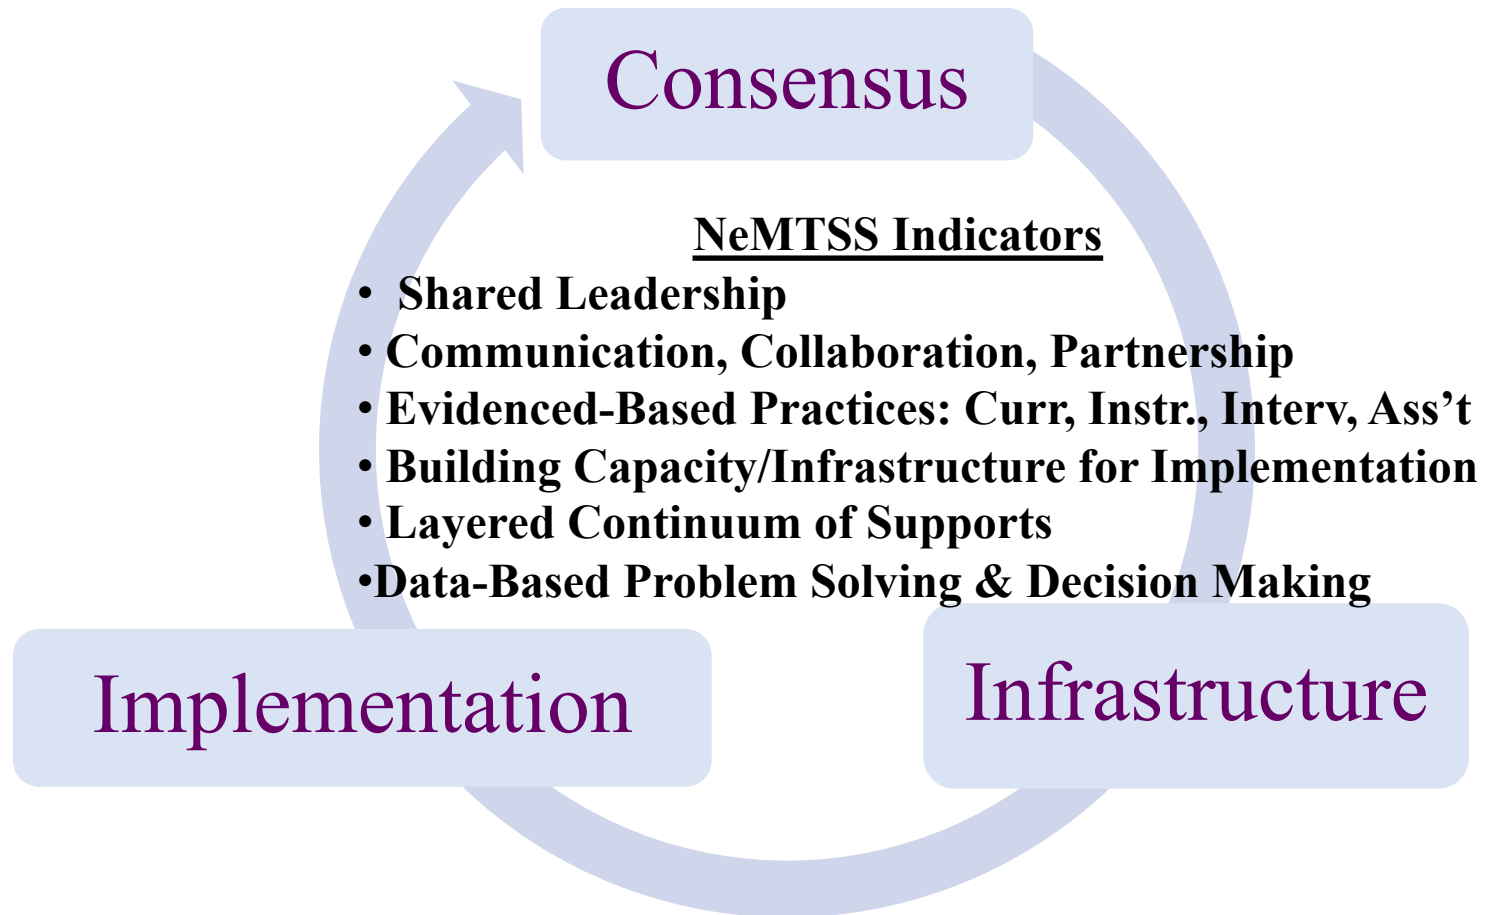 Consensus
NeMTSS Indicators
• Shared Leadership
• Communication, Collaboration, Partnership
• Evidenced-Based Practices: Curr, Instr., Interv, Ass’t
• Building Capacity/Infrastructure for Implementation
• Layered Continuum of Supports
•Data-Based Problem Solving & Decision Making
Implementation
Infrastructure